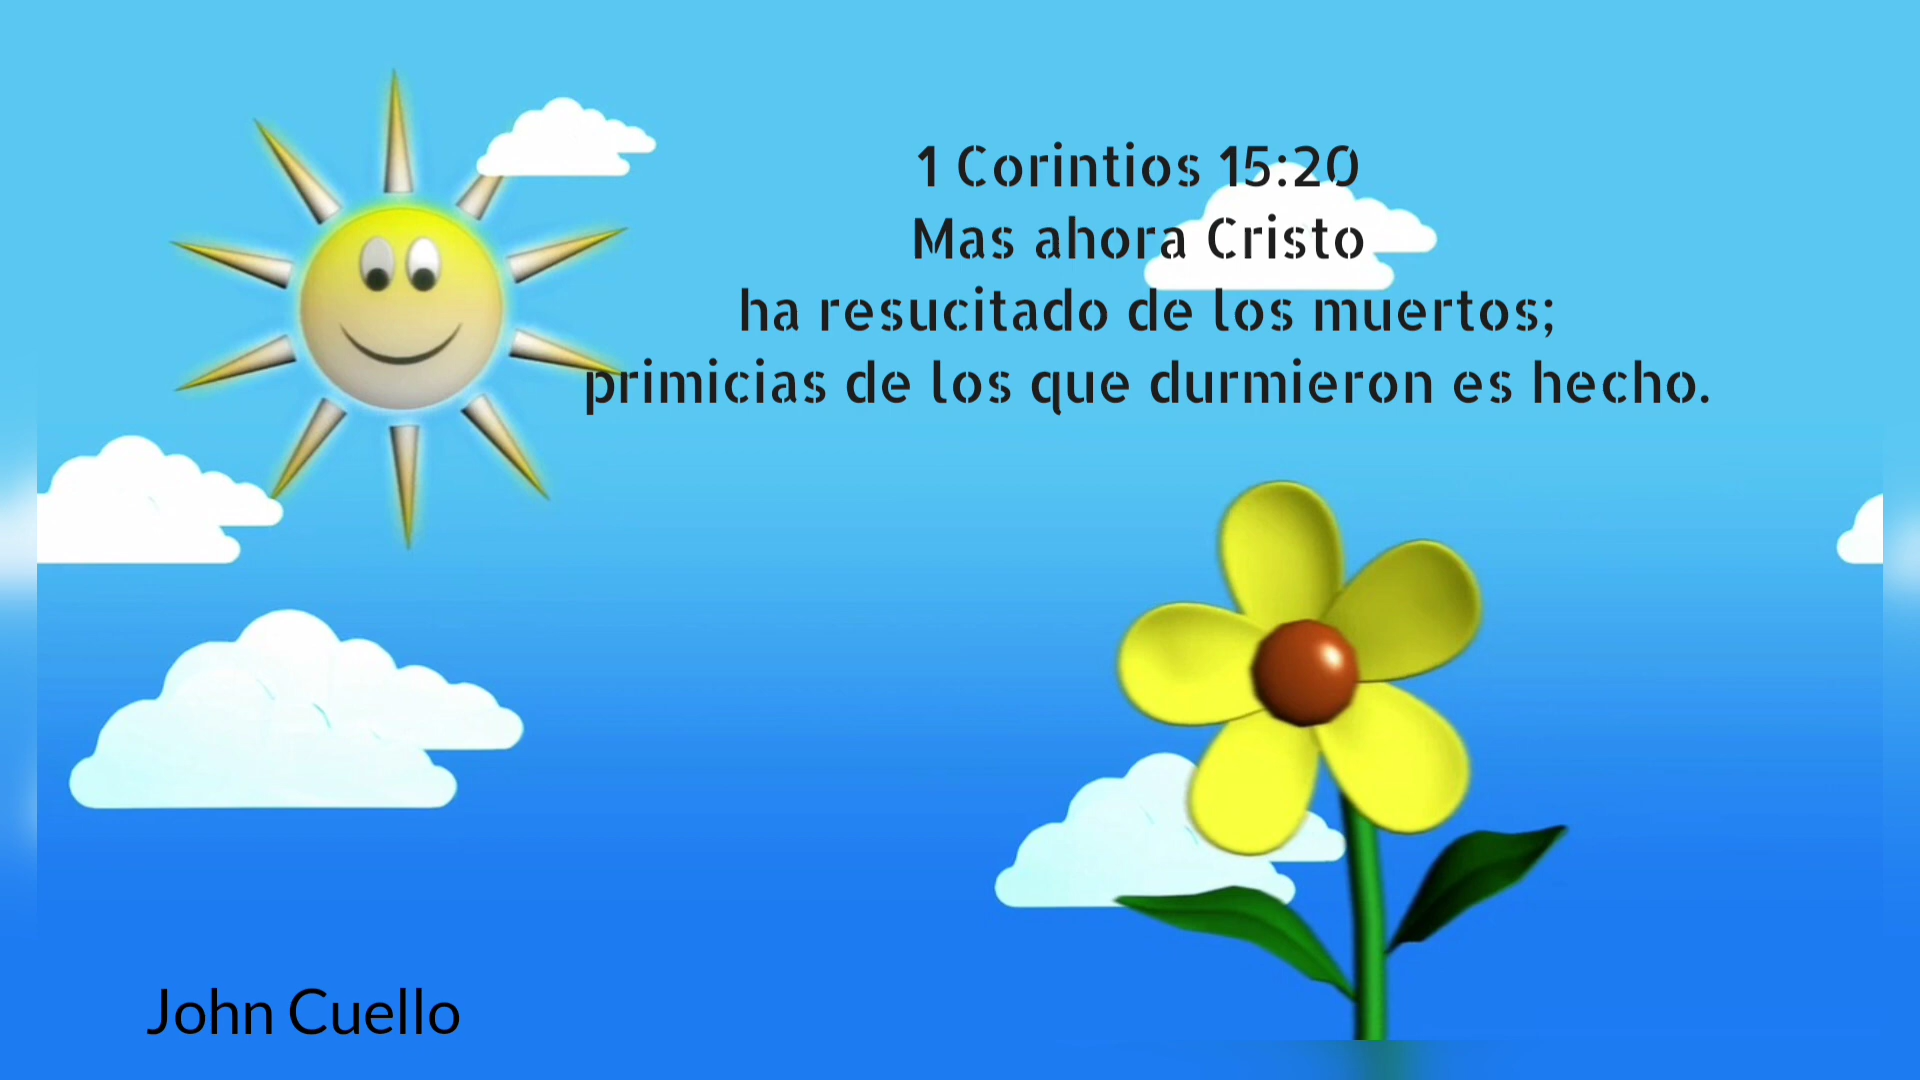 1 Corintios 15:20
Mas ahora Cristo
ha resucitado de los muertos;
primicias de los que durmieron es hecho.
John Cuello